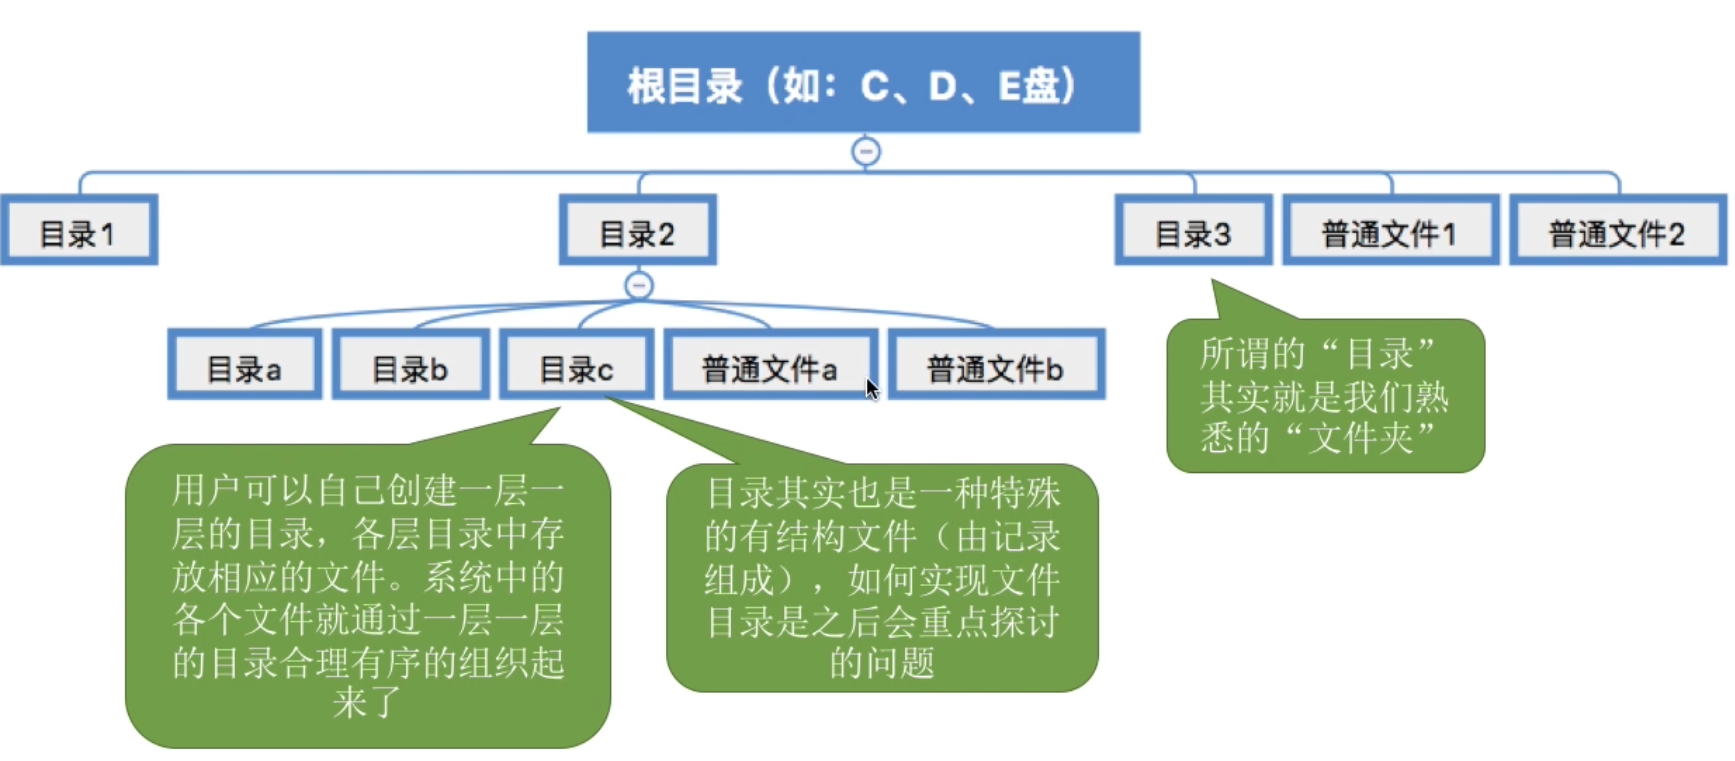 根目录（如：C、D、E盘）
目录1
目录2
目录3
普通文件1
普通文件2
目录a
目录b
目录c
普通文件a
普通文件b
所谓的“目录”
其实就是我们熟
悉的“文件夹”
用户可以自己创建一层一
层的目录，各层目录中存
放相应的文件。系统中的
各个文件就通过一层一层
的目录合理有序的组织起
来了
目录其实也是一种特殊
的有结构文件（由记录
组成），如何实现文件
目录是之后会重点探讨
的问题